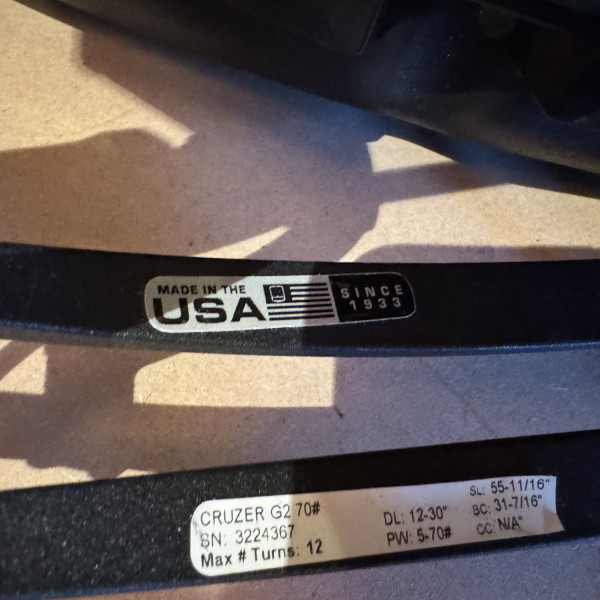 MADE IN THE
USA
SINCE
1933
CRUZER G2 70#
SN: 3224367
Max # Turns: 12
DL: 12-30"
PW: 5-70#
SL: 55-11/16"
BC: 31-7/16"
CC: N/A"